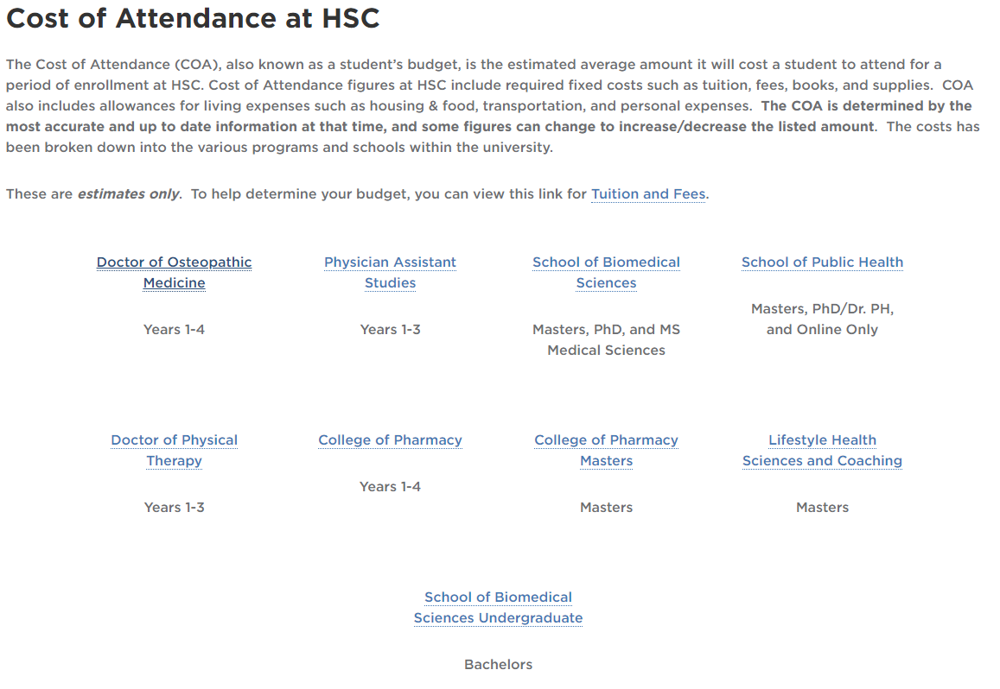 Cost of Attendance at HSC
The Cost of Attendance (COA), also known as a student’s budget, is the estimated average amount it will cost a student to attend for a
period of enrollment at HSC. Cost of Attendance figures at HSC include required fixed costs such as tuition, fees, books, and supplies.  COA
also includes allowances for living expenses such as housing & food, transportation, and personal expenses.  The COA is determined by the
most accurate and up to date information at that time, and some figures can change to increase/decrease the listed amount.  The costs has
been broken down into the various programs and schools within the university.
These are estimates only.  To help determine your budget, you can view this link for Tuition and Fees.
Doctor of Osteopathic
Medicine
Years 1-4
Physician Assistant
Studies
Years 1-3
School of Biomedical
Sciences
Masters, PhD, and MS
Medical Sciences
School of Public Health
Masters, PhD/Dr. PH,
and Online Only
Doctor of Physical
Therapy
Years 1-3
College of Pharmacy
Years 1-4
College of Pharmacy
Masters
Masters
Lifestyle Health
Sciences and Coaching
Masters
School of Biomedical
Sciences Undergraduate
Bachelors